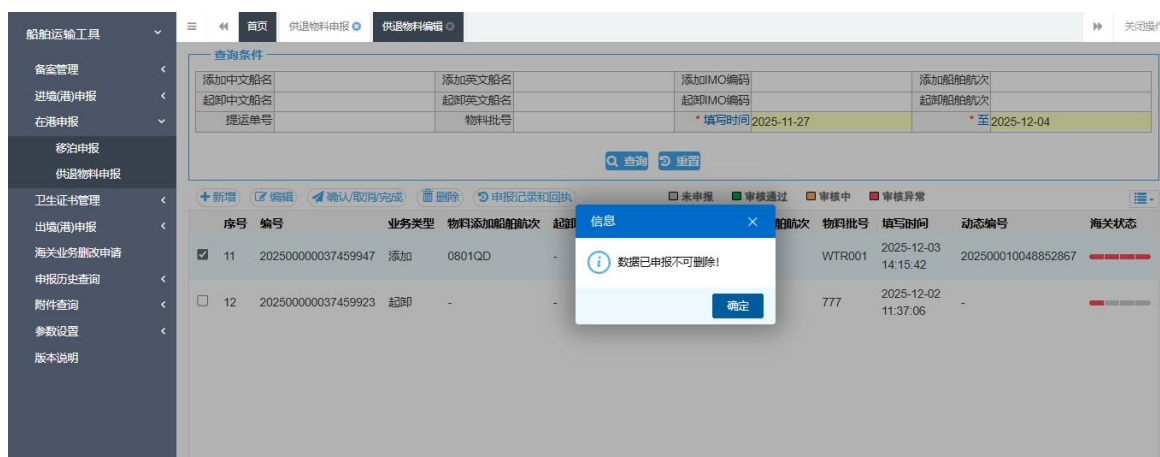 船舶运输工具
备案管理
进境(港)申报
在港申报
移泊申报
供退物料申报
卫生证书管理
出境(港)申报
海关业务删改申请
申报历史查询
附件查询
参数设置
版本说明
首页 供退物料申报 供退物料编辑 关闭操作
查询条件
添加中文船名 添加英文船名 添加IMO编码 添加船舶航次
起卸中文船名 起卸英文船名 起卸IMO编码 起卸船舶航次
提运单号 物料批号 * 填写时间 2025-11-27 * 至 2025-12-04
查询 重置
新增 编辑 确认/取消/完成 删除 申报记录和回执 未申报 审核通过 审核中 审核异常
序号 编号 业务类型 物料添加船舶航次 起卸 船舶航次 物料批号 填写时间 动态编号 海关状态
11 202500000037459947 添加 0801QD - WTR001 2025-12-03 14:15:42 202500010048852867
12 202500000037459923 起卸 - - 777 2025-12-02 11:37:06 -
信息
数据已申报不可删除!
确定